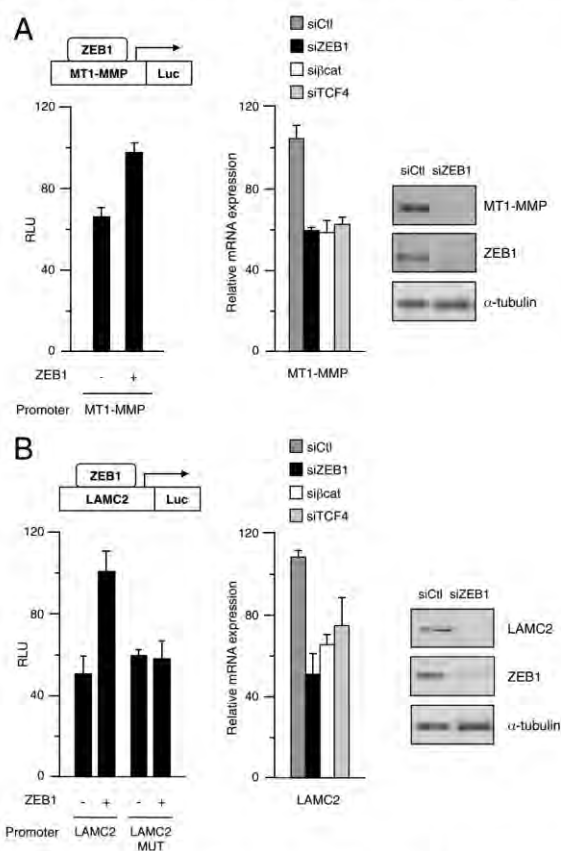 A
ZEB1
MT1-MMP Luc
120
80
40
0
RLU
ZEB1 - +
Promoter MT1-MMP
siCtl
siZEB1
siβcat
siTCF4
120
80
40
0
Relative mRNA expression
MT1-MMP
siCtl siZEB1
MT1-MMP
ZEB1
α-tubulin
B
ZEB1
LAMC2 Luc
120
80
40
0
RLU
ZEB1 - + - +
Promoter LAMC2 LAMC2
MUT
siCtl
siZEB1
siβcat
siTCF4
120
80
40
0
Relative mRNA expression
LAMC2
siCtl siZEB1
LAMC2
ZEB1
α-tubulin